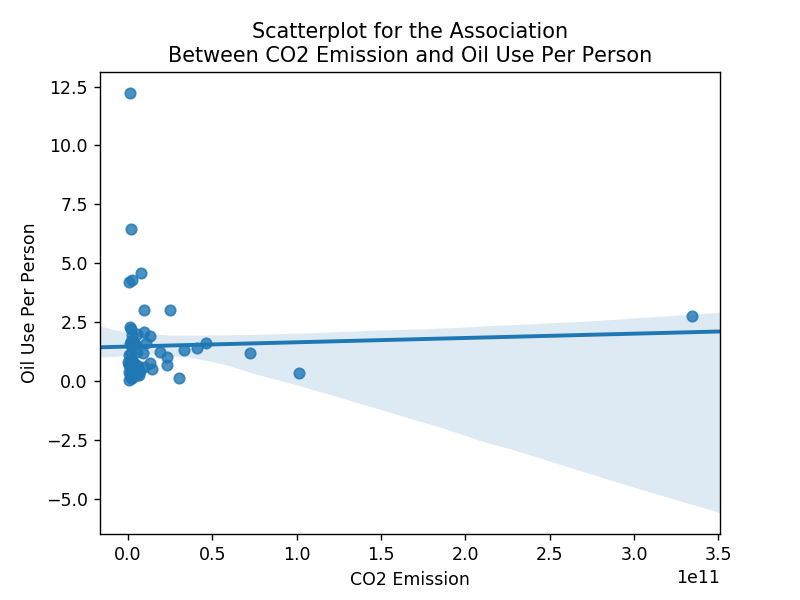 Scatterplot for the Association
Between CO2 Emission and Oil Use Per Person
12.5
10.0
7.5
5.0
2.5
0.0
−2.5
−5.0
Oil Use Per Person
0.0 0.5 1.0 1.5 2.0 2.5 3.0 3.5
1e11
CO2 Emission